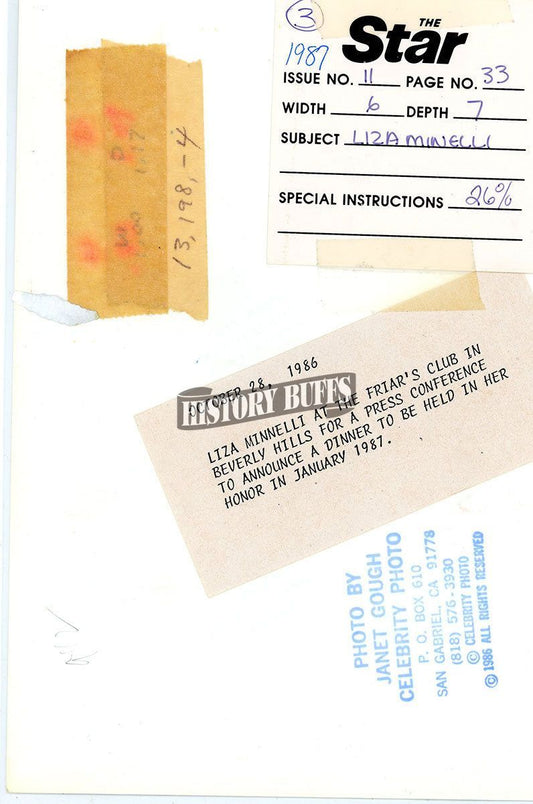 3
1987
THE
Star
ISSUE NO. 11 PAGE NO. 33
WIDTH 6 DEPTH 7
SUBJECT LIZA MINELLI
SPECIAL INSTRUCTIONS 26%
13,198,-4
OCTOBER 28, 1986
HISTORY BUFFS
LIZA MINNELLI AT THE FRIAR'S CLUB IN
BEVERLY HILLS FOR A PRESS CONFERENCE
TO ANNOUNCE A DINNER TO BE HELD IN HER
HONOR IN JANUARY 1987.
PHOTO BY
JANET GOUGH
CELEBRITY PHOTO
P. O. BOX 610
SAN GABRIEL, CA 91778
(818) 576-3930
© CELEBRITY PHOTO
© 1986 ALL RIGHTS RESERVED